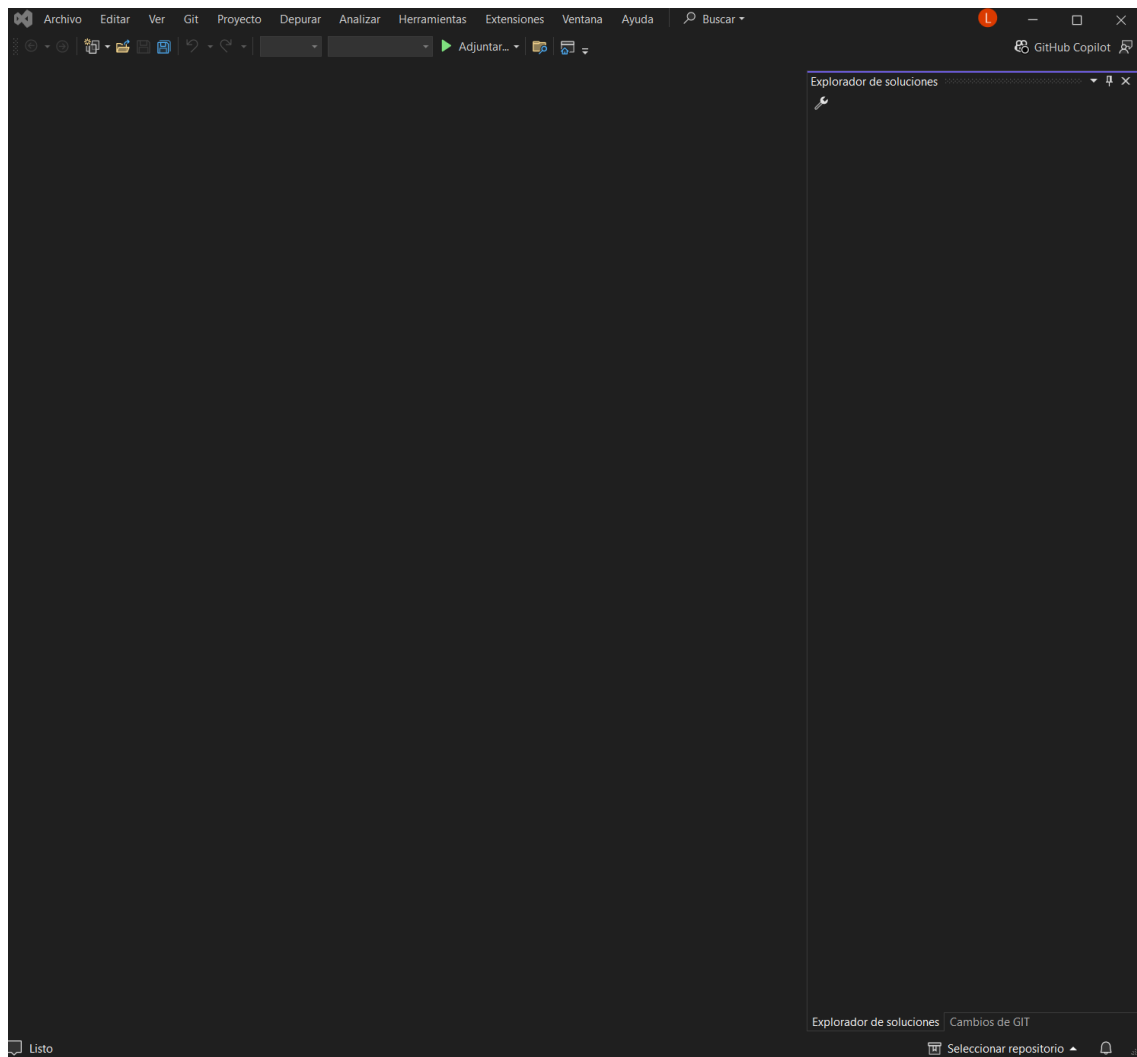 Archivo Editar Ver Git Proyecto Depurar Analizar Herramientas Extensiones Ventana Ayuda Buscar L
Adjuntar... GitHub Copilot
Explorador de soluciones
Explorador de soluciones Cambios de GIT
Listo Seleccionar repositorio